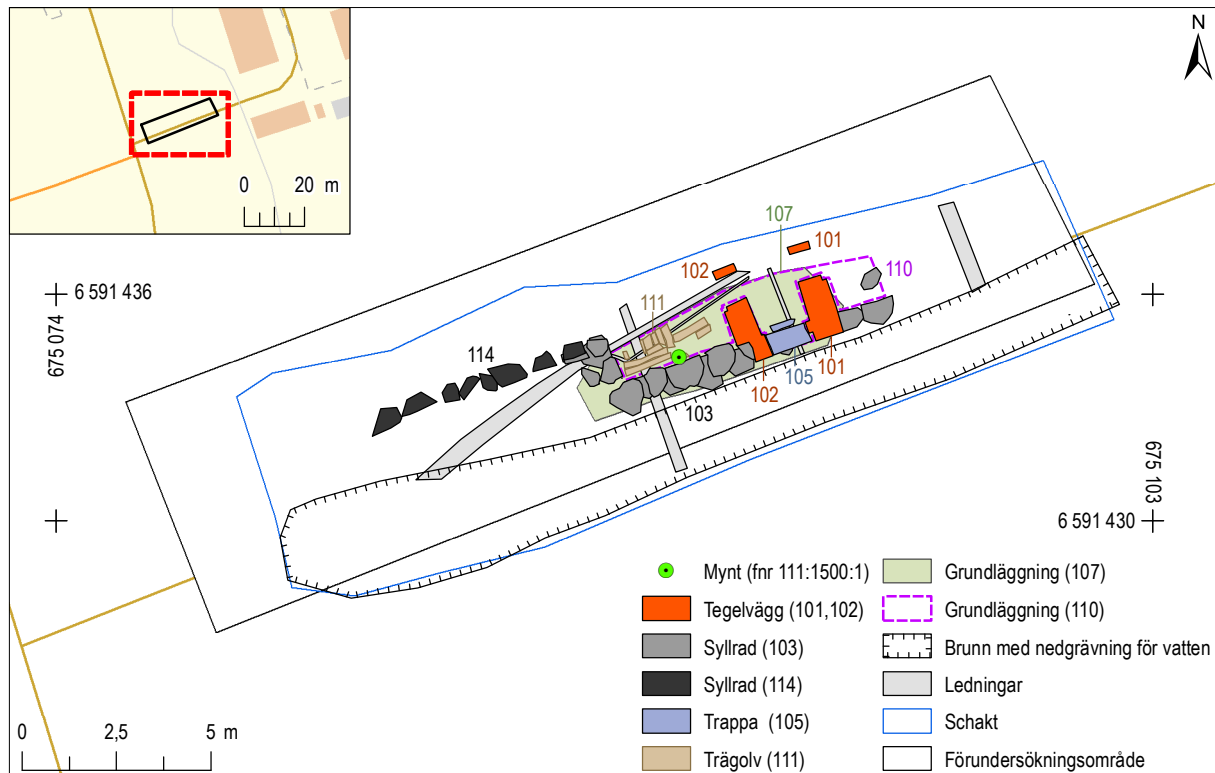 0 20 m
N
6 591 436
675 074
107
101
102
110
111
114
103
102
105
101
675 103
6 591 430
Mynt (fnr 111:1500:1)
Tegelvägg (101,102)
Syllrad (103)
Syllrad (114)
Trappa (105)
Trägolv (111)
Grundläggning (107)
Grundläggning (110)
Brunn med nedgrävning för vatten
Ledningar
Schakt
Förundersökningsområde
0 2,5 5 m